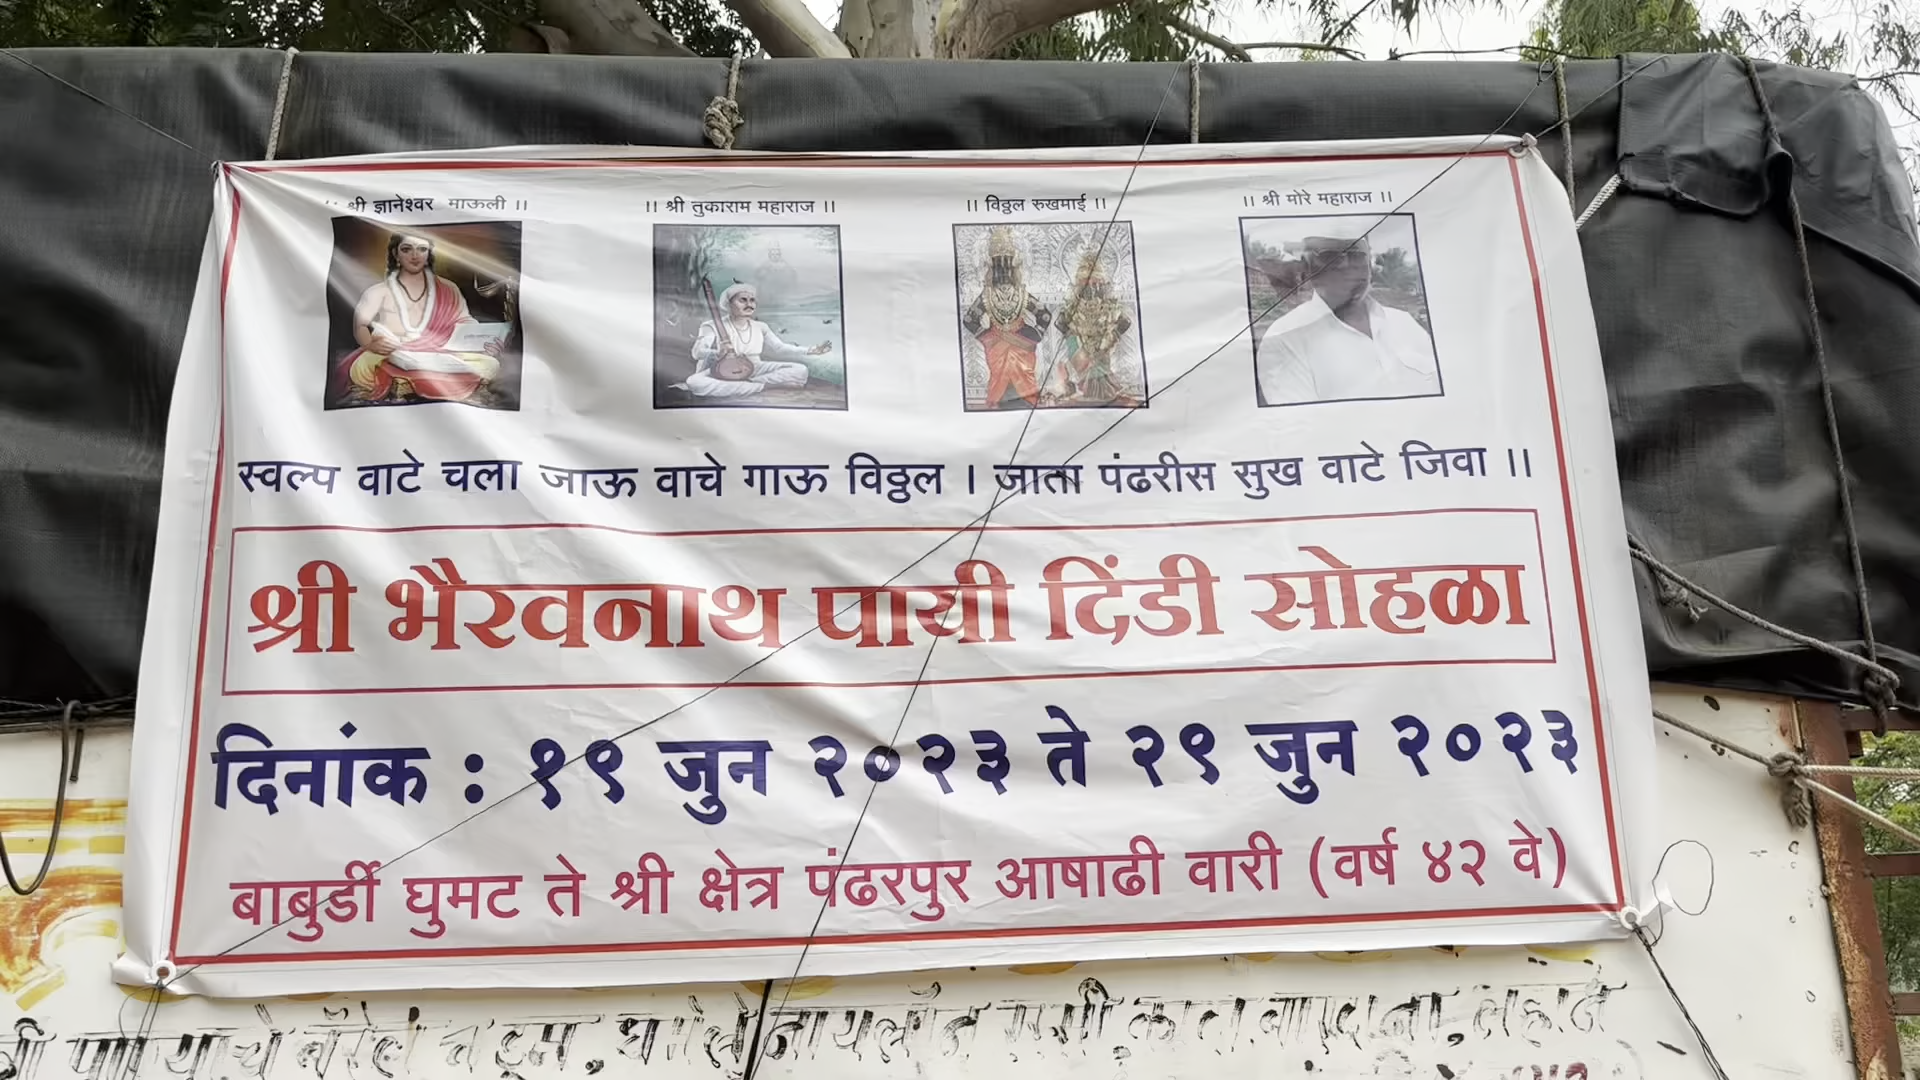 ।। श्री ज्ञानेश्वर माऊली ।। ।। श्री तुकाराम महाराज ।। ।। विठ्ठल रुखमाई ।। ।। श्री मोरे महाराज ।।
स्वल्प वाटे चला जाऊ वाचे गाऊ विठ्ठल । जाता पंढरीस सुख वाटे जिवा ।।
श्री भैरवनाथ पायी दिंडी सोहळा
दिनांक : १९ जुन २०२३ ते २९ जुन २०२३
बाबुर्डी घुमट ते श्री क्षेत्र पंढरपुर आषाढी वारी (वर्ष ४२ वे)